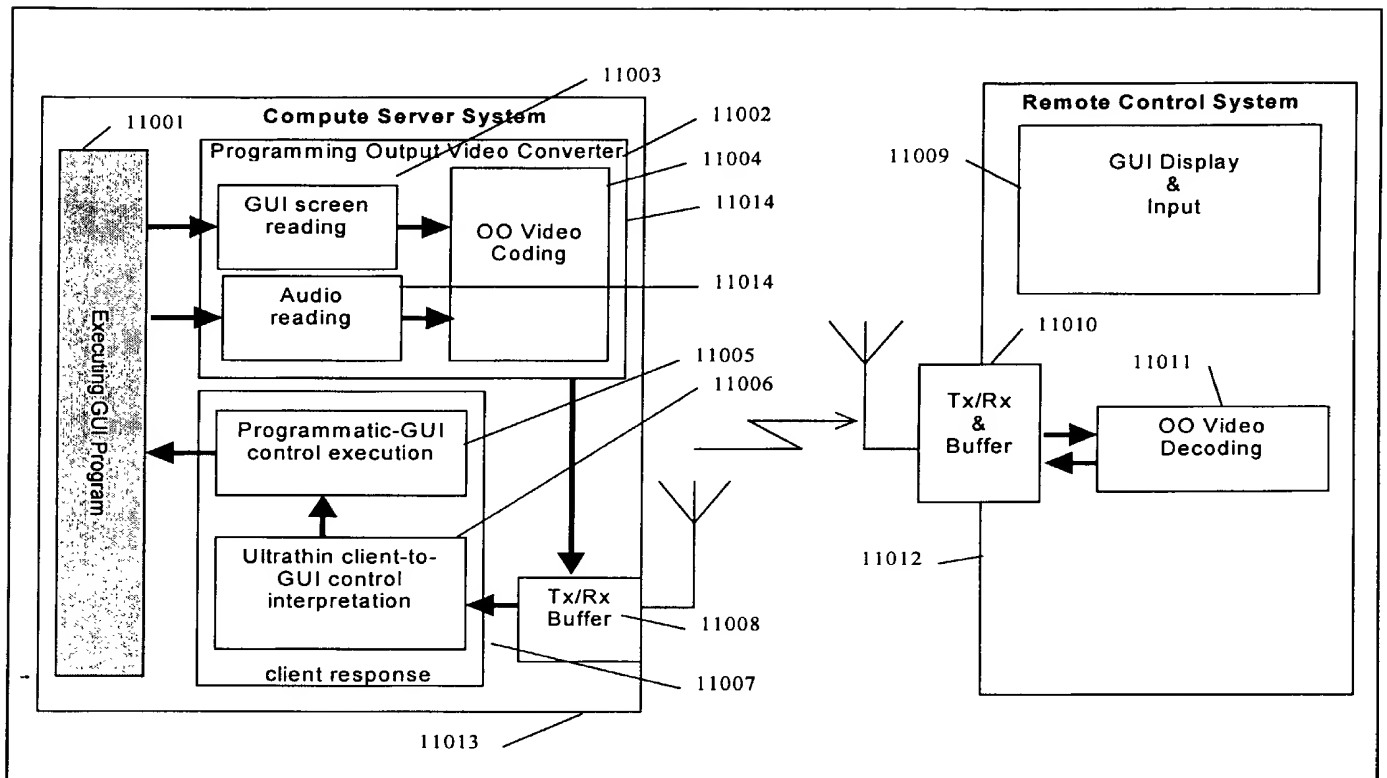 11003
Compute Server System
Remote Control System
11001
11002
Programming Output Video Converter
11004
11009
GUI Display
&
Input
11014
GUI screen
reading
OO Video
Coding
11014
Audio
reading
Executing GUI Program
11010
11005
11011
11006
Tx/Rx
&
Buffer
OO Video
Decoding
Programmatic-GUI
control execution
Ultrathin client-to-
GUI control
interpretation
11012
Tx/Rx
Buffer
11008
client response
11007
11013